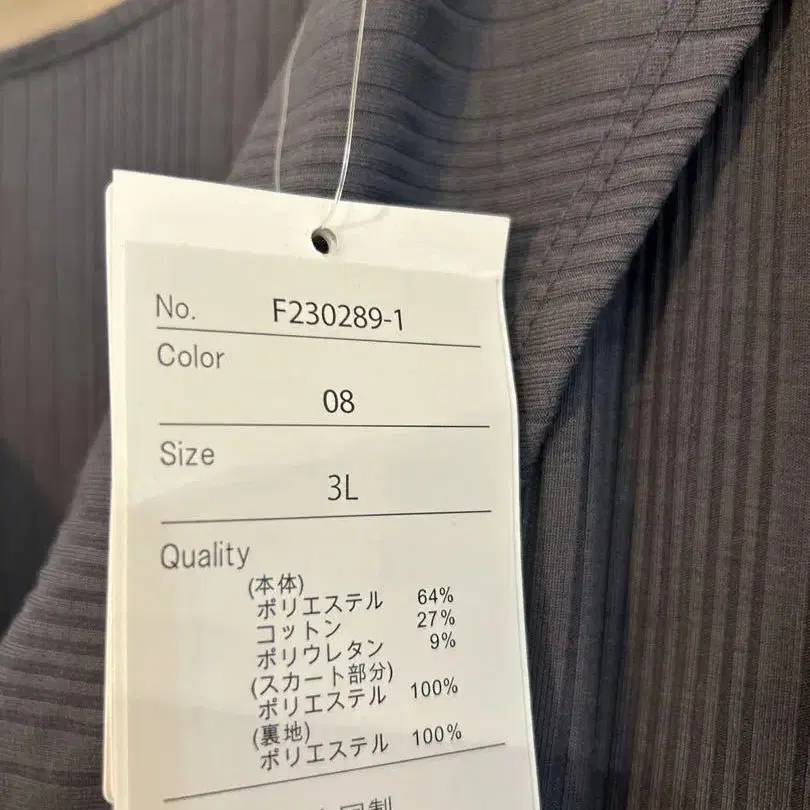 No. F230289-1
Color
08
Size
3L
Quality
(本体)
ポリエステル 64%
コットン 27%
ポリウレタン 9%
(スカート部分)
ポリエステル 100%
(裏地)
ポリエステル 100%